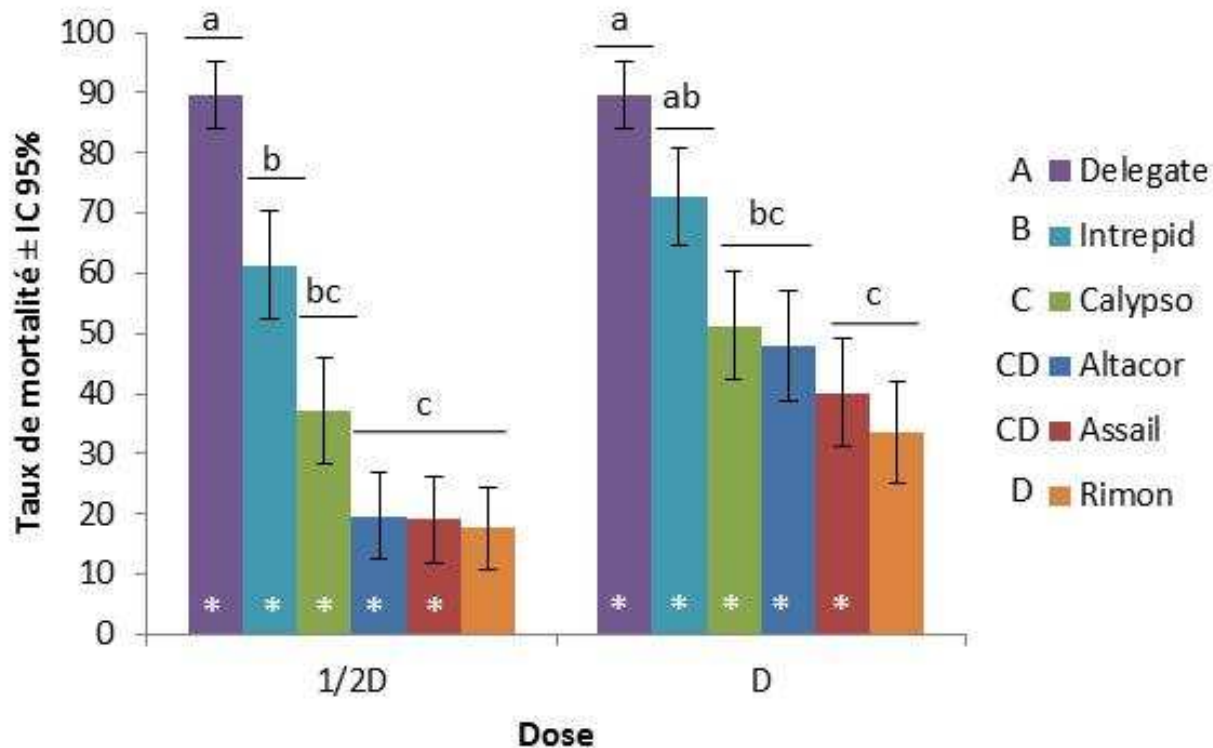 Taux de mortalité ± IC 95%
100
90
80
70
60
50
40
30
20
10
0
a
b
bc
c
a
ab
bc
c
* * * * *
* * * * *
1/2D
D
Dose
A Delegate
B Intrepid
C Calypso
CD Altacor
CD Assail
D Rimon